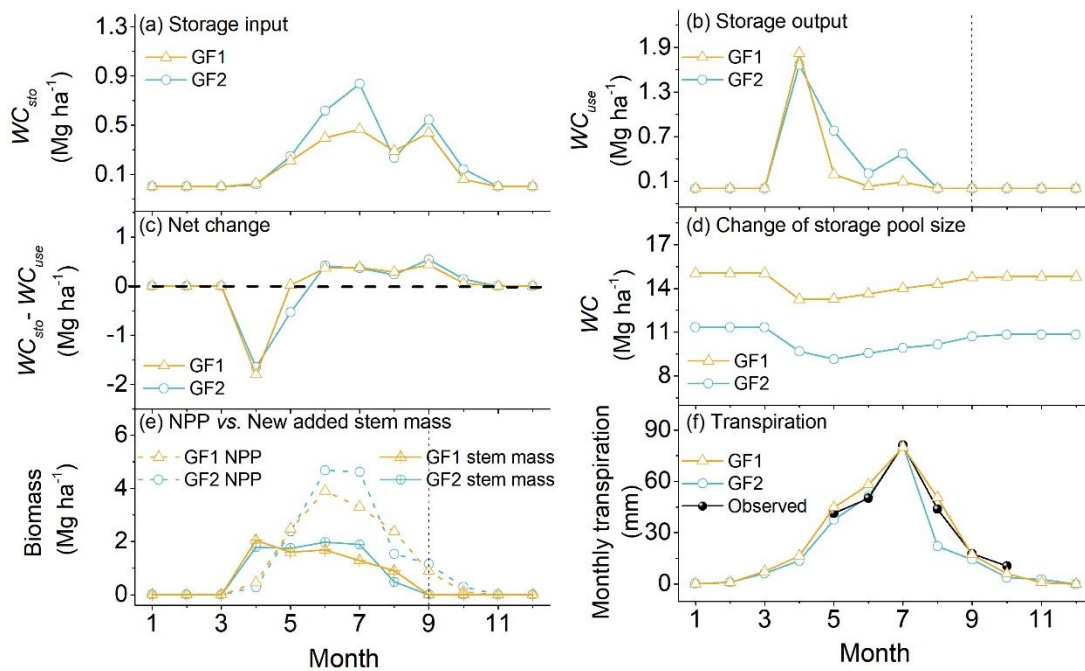 (a) Storage input
GF1
GF2
WC_sto
(Mg ha^-1)
1.3
0.9
0.5
0.1
(b) Storage output
GF1
GF2
WC_use
(Mg ha^-1)
1.9
1.3
0.7
0.1
(c) Net change
GF1
GF2
WC_sto- WC_use
(Mg ha^-1)
1
0
-1
-2
(d) Change of storage pool size
GF1
GF2
WC
(Mg ha^-1)
17
14
11
8
(e) NPP vs. New added stem mass
GF1 NPP
GF2 NPP
GF1 stem mass
GF2 stem mass
Biomass
(Mg ha^-1)
6
4
2
0
1 3 5 7 9 11
Month
(f) Transpiration
GF1
GF2
Observed
Monthly transpiration
(mm)
90
60
30
0
1 3 5 7 9 11
Month